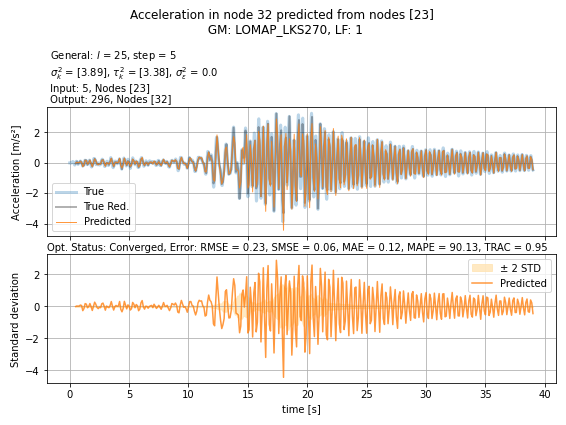 Acceleration in node 32 predicted from nodes [23]
GM: LOMAP_LKS270, LF: 1
General: l = 25, step = 5
σ²ₖ = [3.89], τ²ₖ = [3.38], σ²ε = 0.0
Input: 5, Nodes [23]
Output: 296, Nodes [32]
Acceleration [m/s²]
2
0
−2
−4
True
True Red.
Predicted
Opt. Status: Converged, Error: RMSE = 0.23, SMSE = 0.06, MAE = 0.12, MAPE = 90.13, TRAC = 0.95
Standard deviation
2
0
−2
−4
± 2 STD
Predicted
0 5 10 15 20 25 30 35 40
time [s]